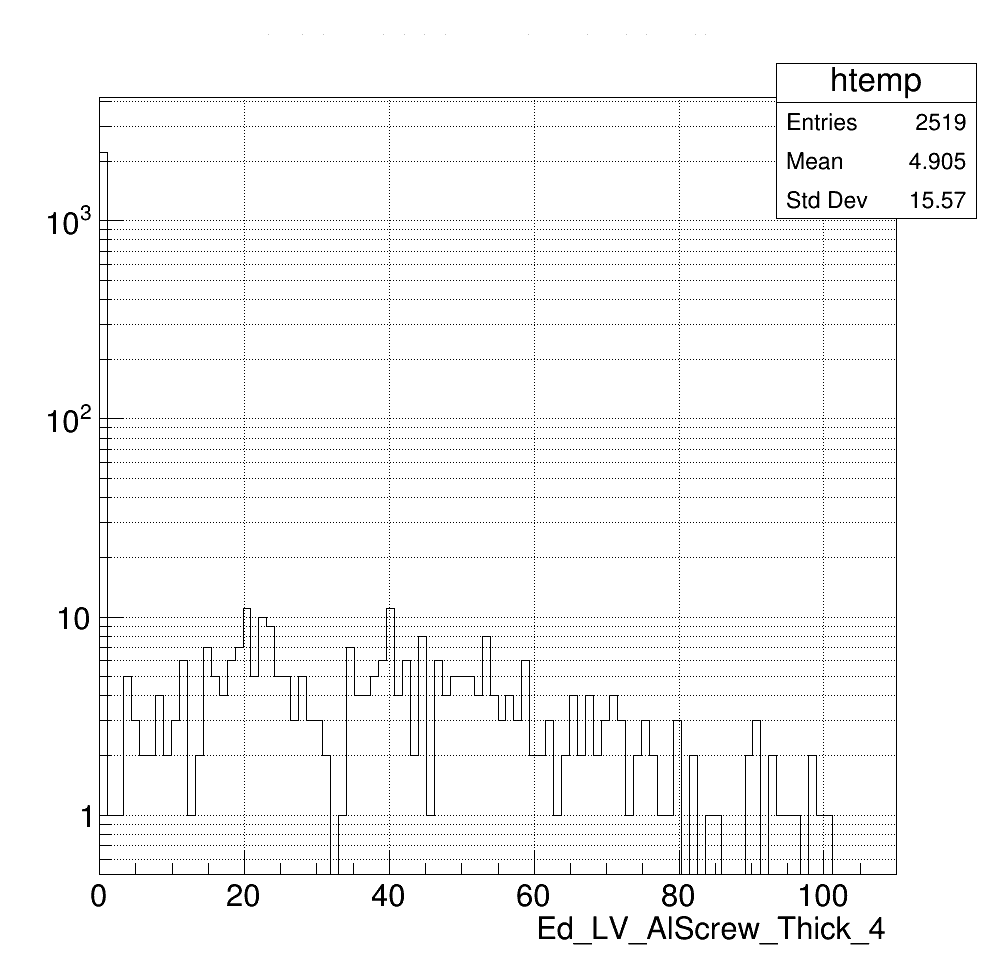 htemp
Entries 2519
Mean 4.905
Std Dev 15.57
10³
10²
10
1
0 20 40 60 80 100
Ed_LV_AlScrew_Thick_4